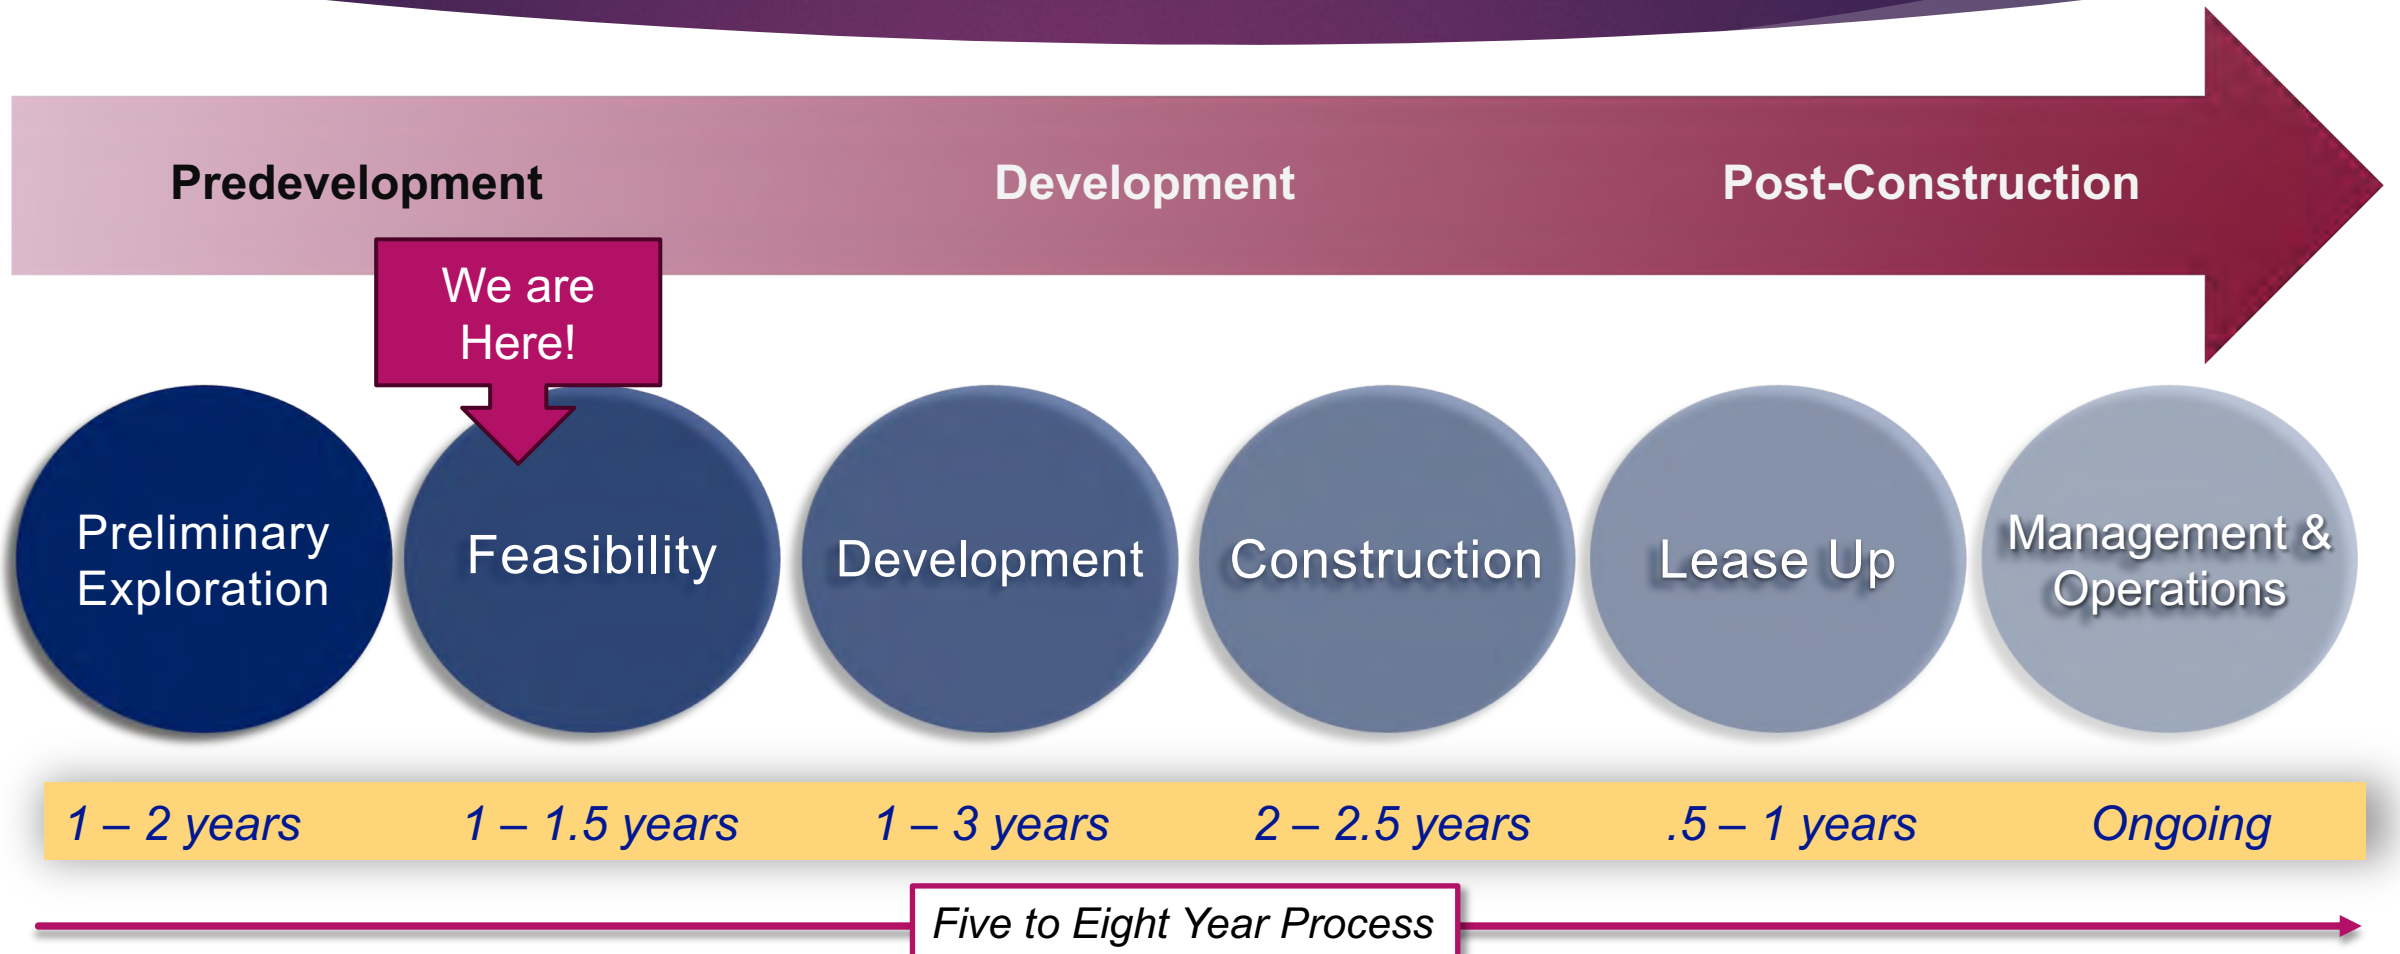 Predevelopment
Development
Post-Construction
We are
Here!
Preliminary
Exploration
Feasibility
Development
Construction
Lease Up
Management &
Operations
1 – 2 years
1 – 1.5 years
1 – 3 years
2 – 2.5 years
.5 – 1 years
Ongoing
Five to Eight Year Process